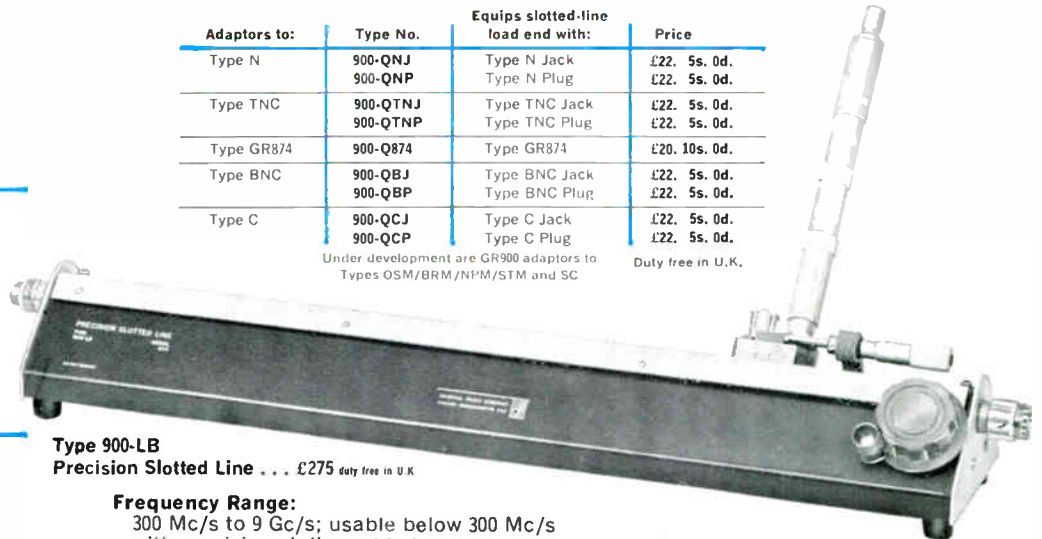 Equips slotted-line
Adaptors to: Type No. load end with: Price
Type N 900-QNJ Type N Jack £22. 5s. 0d.
900-QNP Type N Plug £22. 5s. 0d.
Type TNC 900-QTNJ Type TNC Jack £22. 5s. 0d.
900-QTNP Type TNC Plug £22. 5s. 0d.
Type GR874 900-Q874 Type GR874 £20. 10s. 0d.
Type BNC 900-QBJ Type BNC Jack £22. 5s. 0d.
900-QBP Type BNC Plug £22. 5s. 0d.
Type C 900-QCJ Type C Jack £22. 5s. 0d.
900-QCP Type C Plug £22. 5s. 0d.
Under development are GR900 adaptors to Duty free in U.K.
Types OSM/BRM/NPM/STM and SC
PRECISION SLOTTED LINE
Type 900-LB
Precision Slotted Line . . . £275 duty free in U.K
Frequency Range:
300 Mc/s to 9 Gc/s; usable below 300 Mc/s